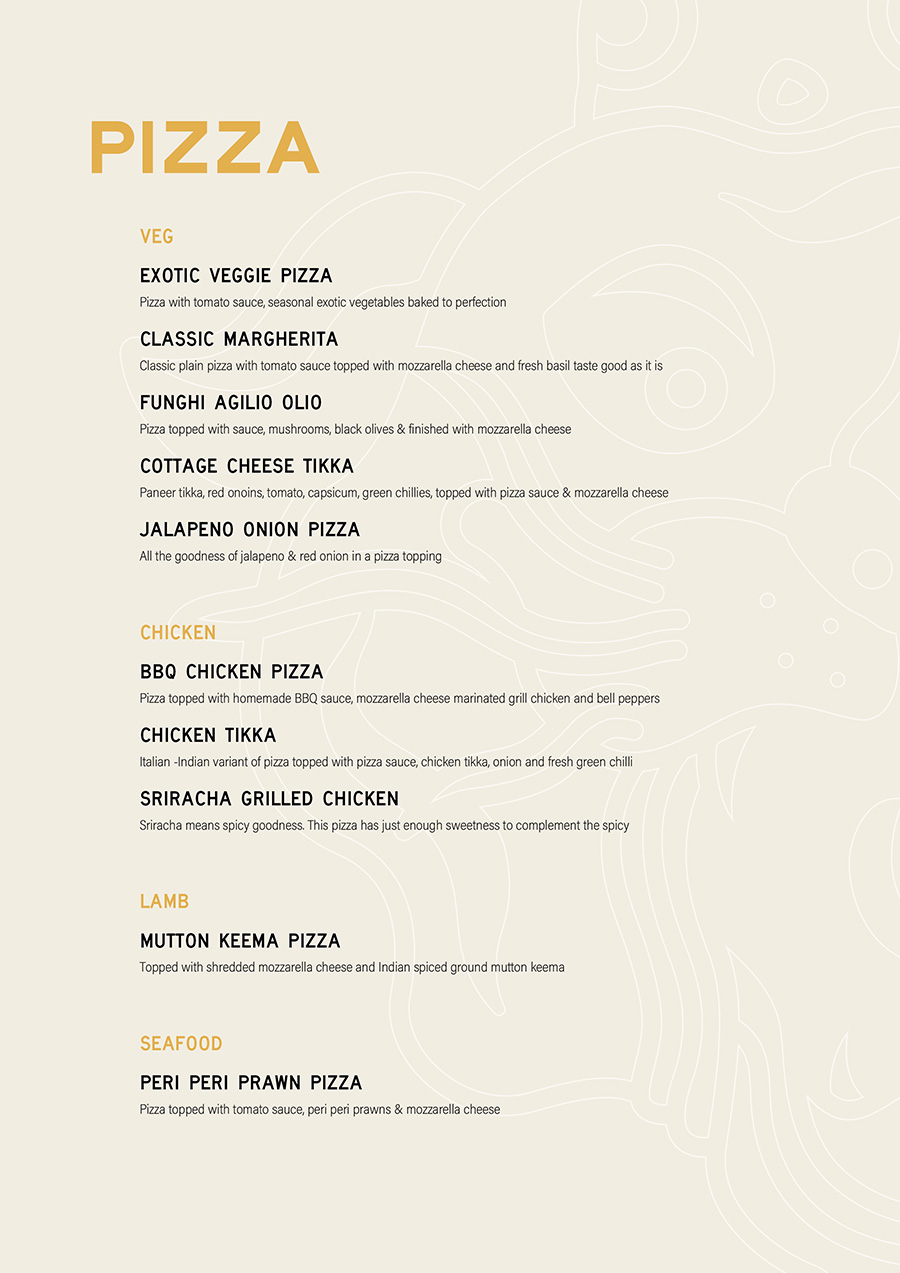 PIZZA
VEG
EXOTIC VEGGIE PIZZA
Pizza with tomato sauce, seasonal exotic vegetables baked to perfection
CLASSIC MARGHERITA
Classic plain pizza with tomato sauce topped with mozzarella cheese and fresh basil taste good as it is
FUNGHI AGILIO OLIO
Pizza topped with sauce, mushrooms, black olives & finished with mozzarella cheese
COTTAGE CHEESE TIKKA
Paneer tikka, red onoins, tomato, capsicum, green chillies, topped with pizza sauce & mozzarella cheese
JALAPENO ONION PIZZA
All the goodness of jalapeno & red onion in a pizza topping
CHICKEN
BBQ CHICKEN PIZZA
Pizza topped with homemade BBQ sauce, mozzarella cheese marinated grill chicken and bell peppers
CHICKEN TIKKA
Italian -Indian variant of pizza topped with pizza sauce, chicken tikka, onion and fresh green chilli
SRIRACHA GRILLED CHICKEN
Sriracha means spicy goodness. This pizza has just enough sweetness to complement the spicy
LAMB
MUTTON KEEMA PIZZA
Topped with shredded mozzarella cheese and Indian spiced ground mutton keema
SEAFOOD
PERI PERI PRAWN PIZZA
Pizza topped with tomato sauce, peri peri prawns & mozzarella cheese